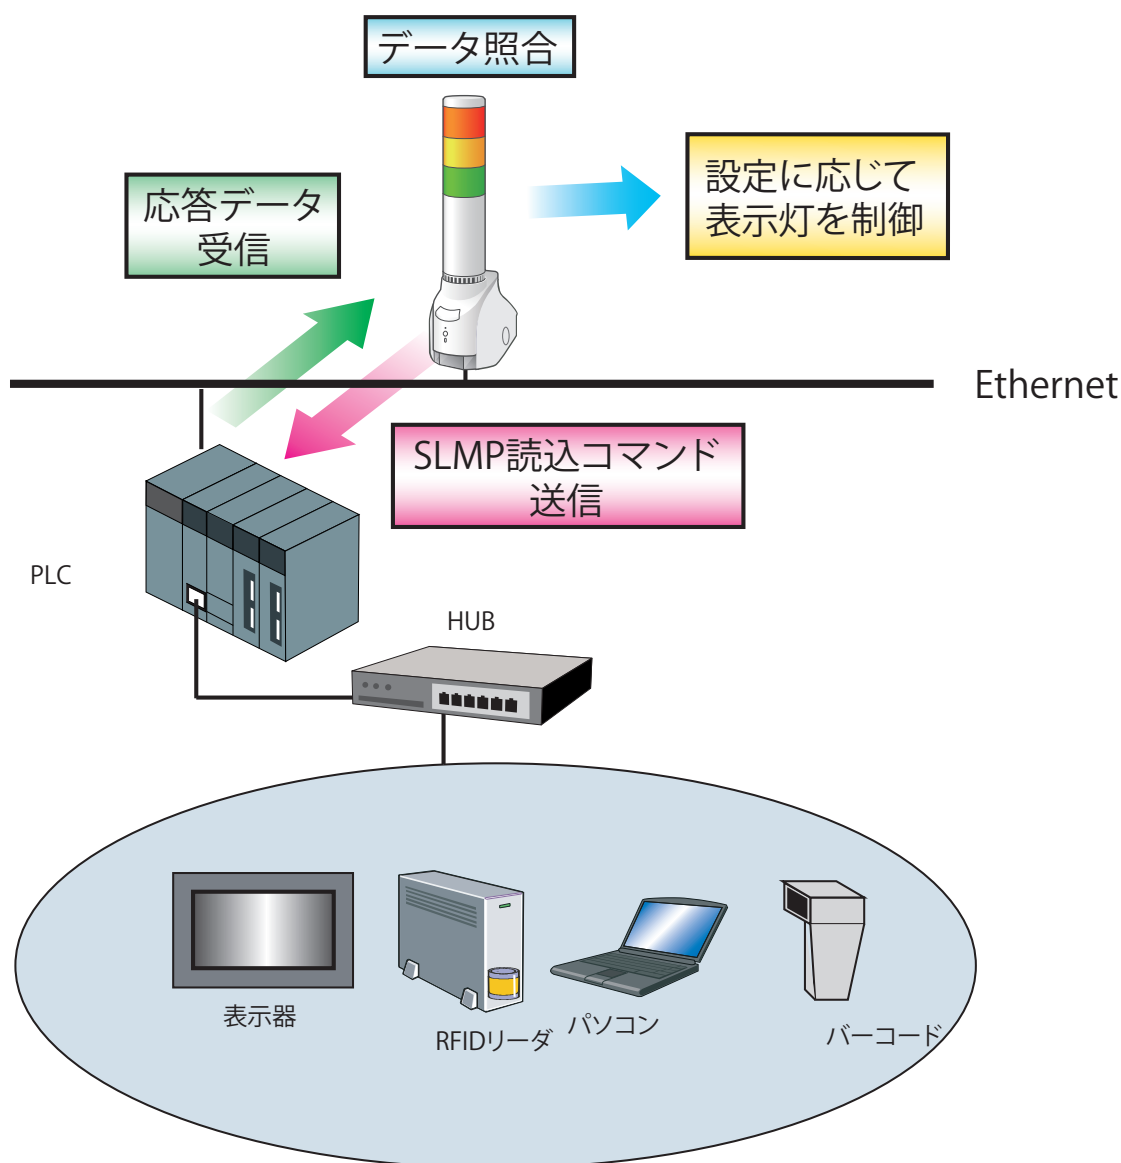 データ照合
設定に応じて
表示灯を制御
応答データ
受信
Ethernet
SLMP読込コマンド
送信
PLC
HUB
表示器
RFIDリーダ
パソコン
バーコード